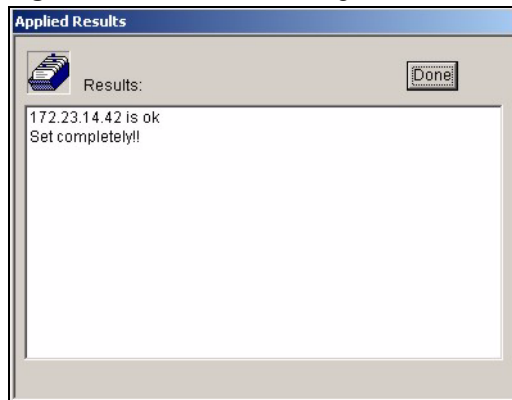 Applied Results
Results:
Done
172.23.14.42 is ok
Set completely!!